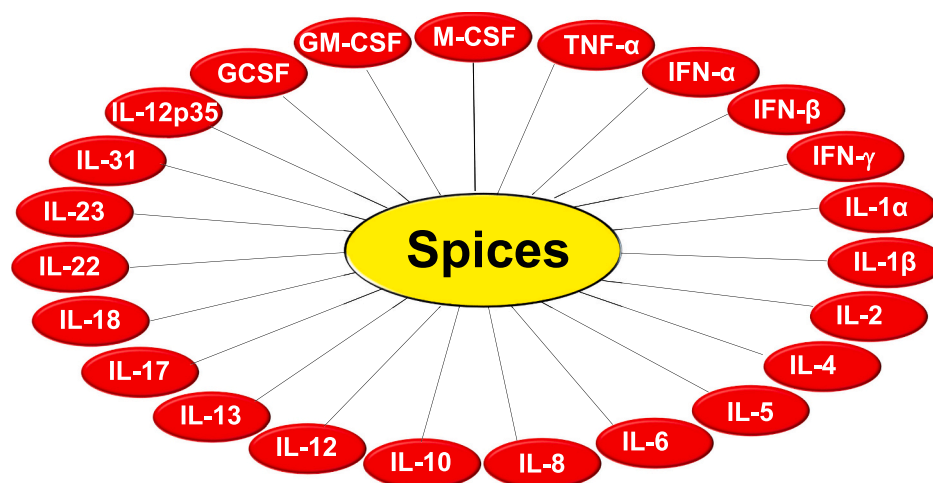 M-CSF
TNF-α
IFN-α
IFN-β
IFN-γ
IL-1α
IL-1β
IL-2
IL-4
IL-5
IL-6
IL-8
IL-10
IL-12
IL-13
IL-17
IL-18
IL-22
IL-23
IL-31
IL-12p35
GCSF
GM-CSF
Spices